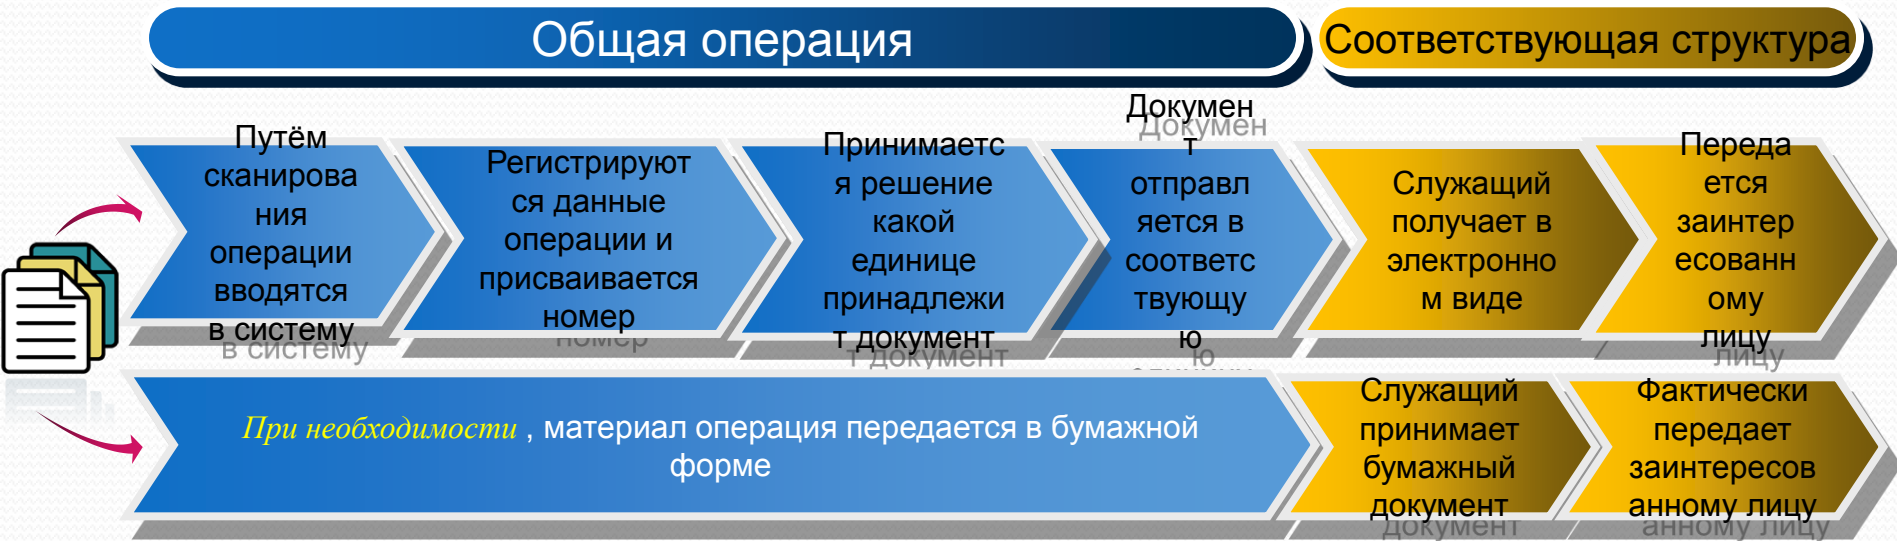 Общая операция
Соответствующая структура
Путём
сканирова
ния
операции
вводятся
в систему
Регистрируют
ся данные
операции и
присваивается
номер
Принимаетс
я решение
какой
единице
принадлежи
т документ
Докумен
т
отправл
яется в
соответс
твующу
ю
Служащий
получает в
электронно
м виде
Переда
ется
заинтер
есованн
ому
лицу
При необходимости , материал операция передается в бумажной
форме
Служащий
принимает
бумажный
документ
Фактически
передает
заинтересов
анному лицу